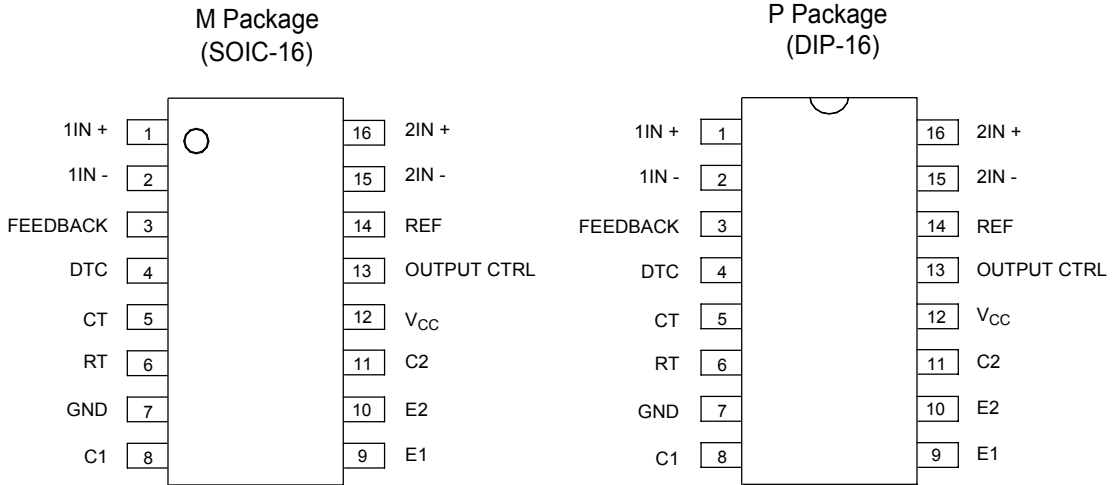 M Package
(SOIC-16)
1IN + 1 16 2IN +
1IN - 2 15 2IN -
FEEDBACK 3 14 REF
DTC 4 13 OUTPUT CTRL
CT 5 12 VCC
RT 6 11 C2
GND 7 10 E2
C1 8 9 E1
P Package
(DIP-16)
1IN + 1 16 2IN +
1IN - 2 15 2IN -
FEEDBACK 3 14 REF
DTC 4 13 OUTPUT CTRL
CT 5 12 VCC
RT 6 11 C2
GND 7 10 E2
C1 8 9 E1